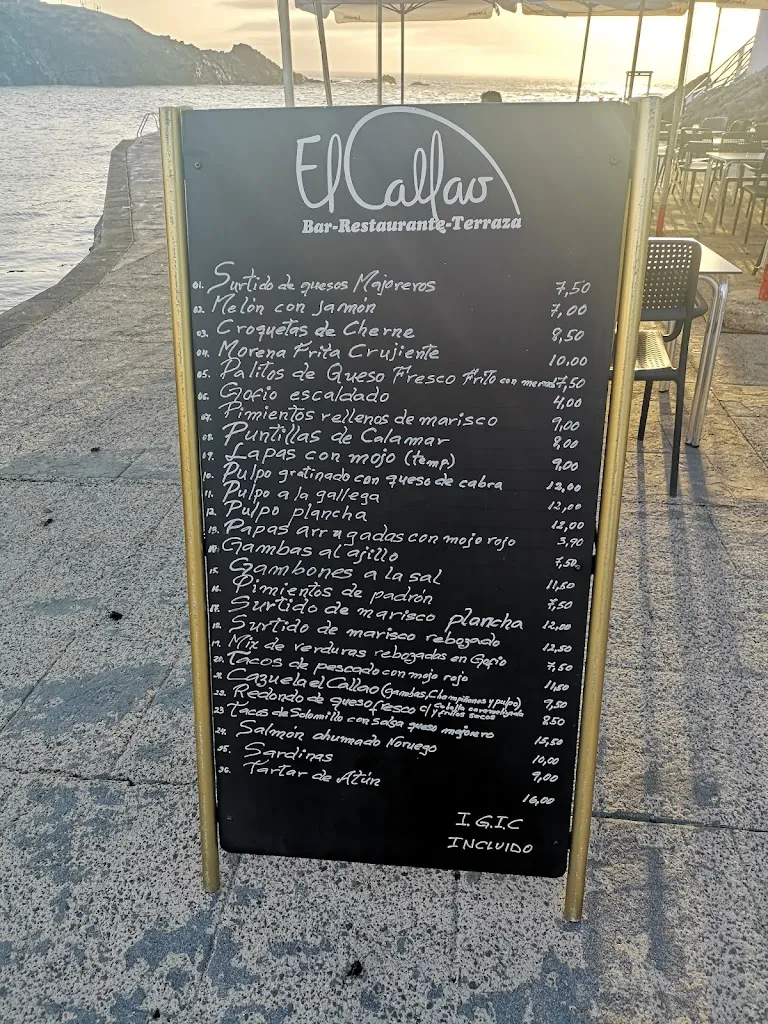 El Callao
Bar-Restaurante-Terraza
01. Surtido de quesos Majoreros 7,50
02. Melón con jamón 7,00
03. Croquetas de Cherne 8,50
04. Morena Frita Crujiente 10,00
05. Palitos de Queso Fresco Frito con 7,50
06. Gofio escaldado 4,00
07. Pimientos rellenos de marisco 9,00
08. Puntillas de Calamar 8,00
09. Lapas con mojo (temp) 9,00
10. Pulpo gratinado con queso de cabra 12,00
11. Pulpo a la gallega 12,00
12. Pulpo plancha 12,00
13. Papas arrugadas con mojo rojo 3,90
14. Gambas al ajillo 7,50
15. Gambones a la sal 11,50
16. Pimientos de padrón 7,50
17. Surtido de marisco plancha 12,00
18. Surtido de marisco rebozado 12,50
19. Mix de verduras rebozadas en Gofio 7,50
20. Tacos de pescado con mojo rojo 11,50
21. Cazuela el Callao (gambas, Champiñones y pulpo) 9,50
22. Redondo de queso fresco c/ cebolla caramelizada y frutos secos 8,50
23 Tacos de Solomillo con salsa queso majorero 15,50
24. Salmón ahumado Noruego 10,00
25. Sardinas 9,00
26. Tartar de Atún 16,00
I.G.I.C
INCLUIDO